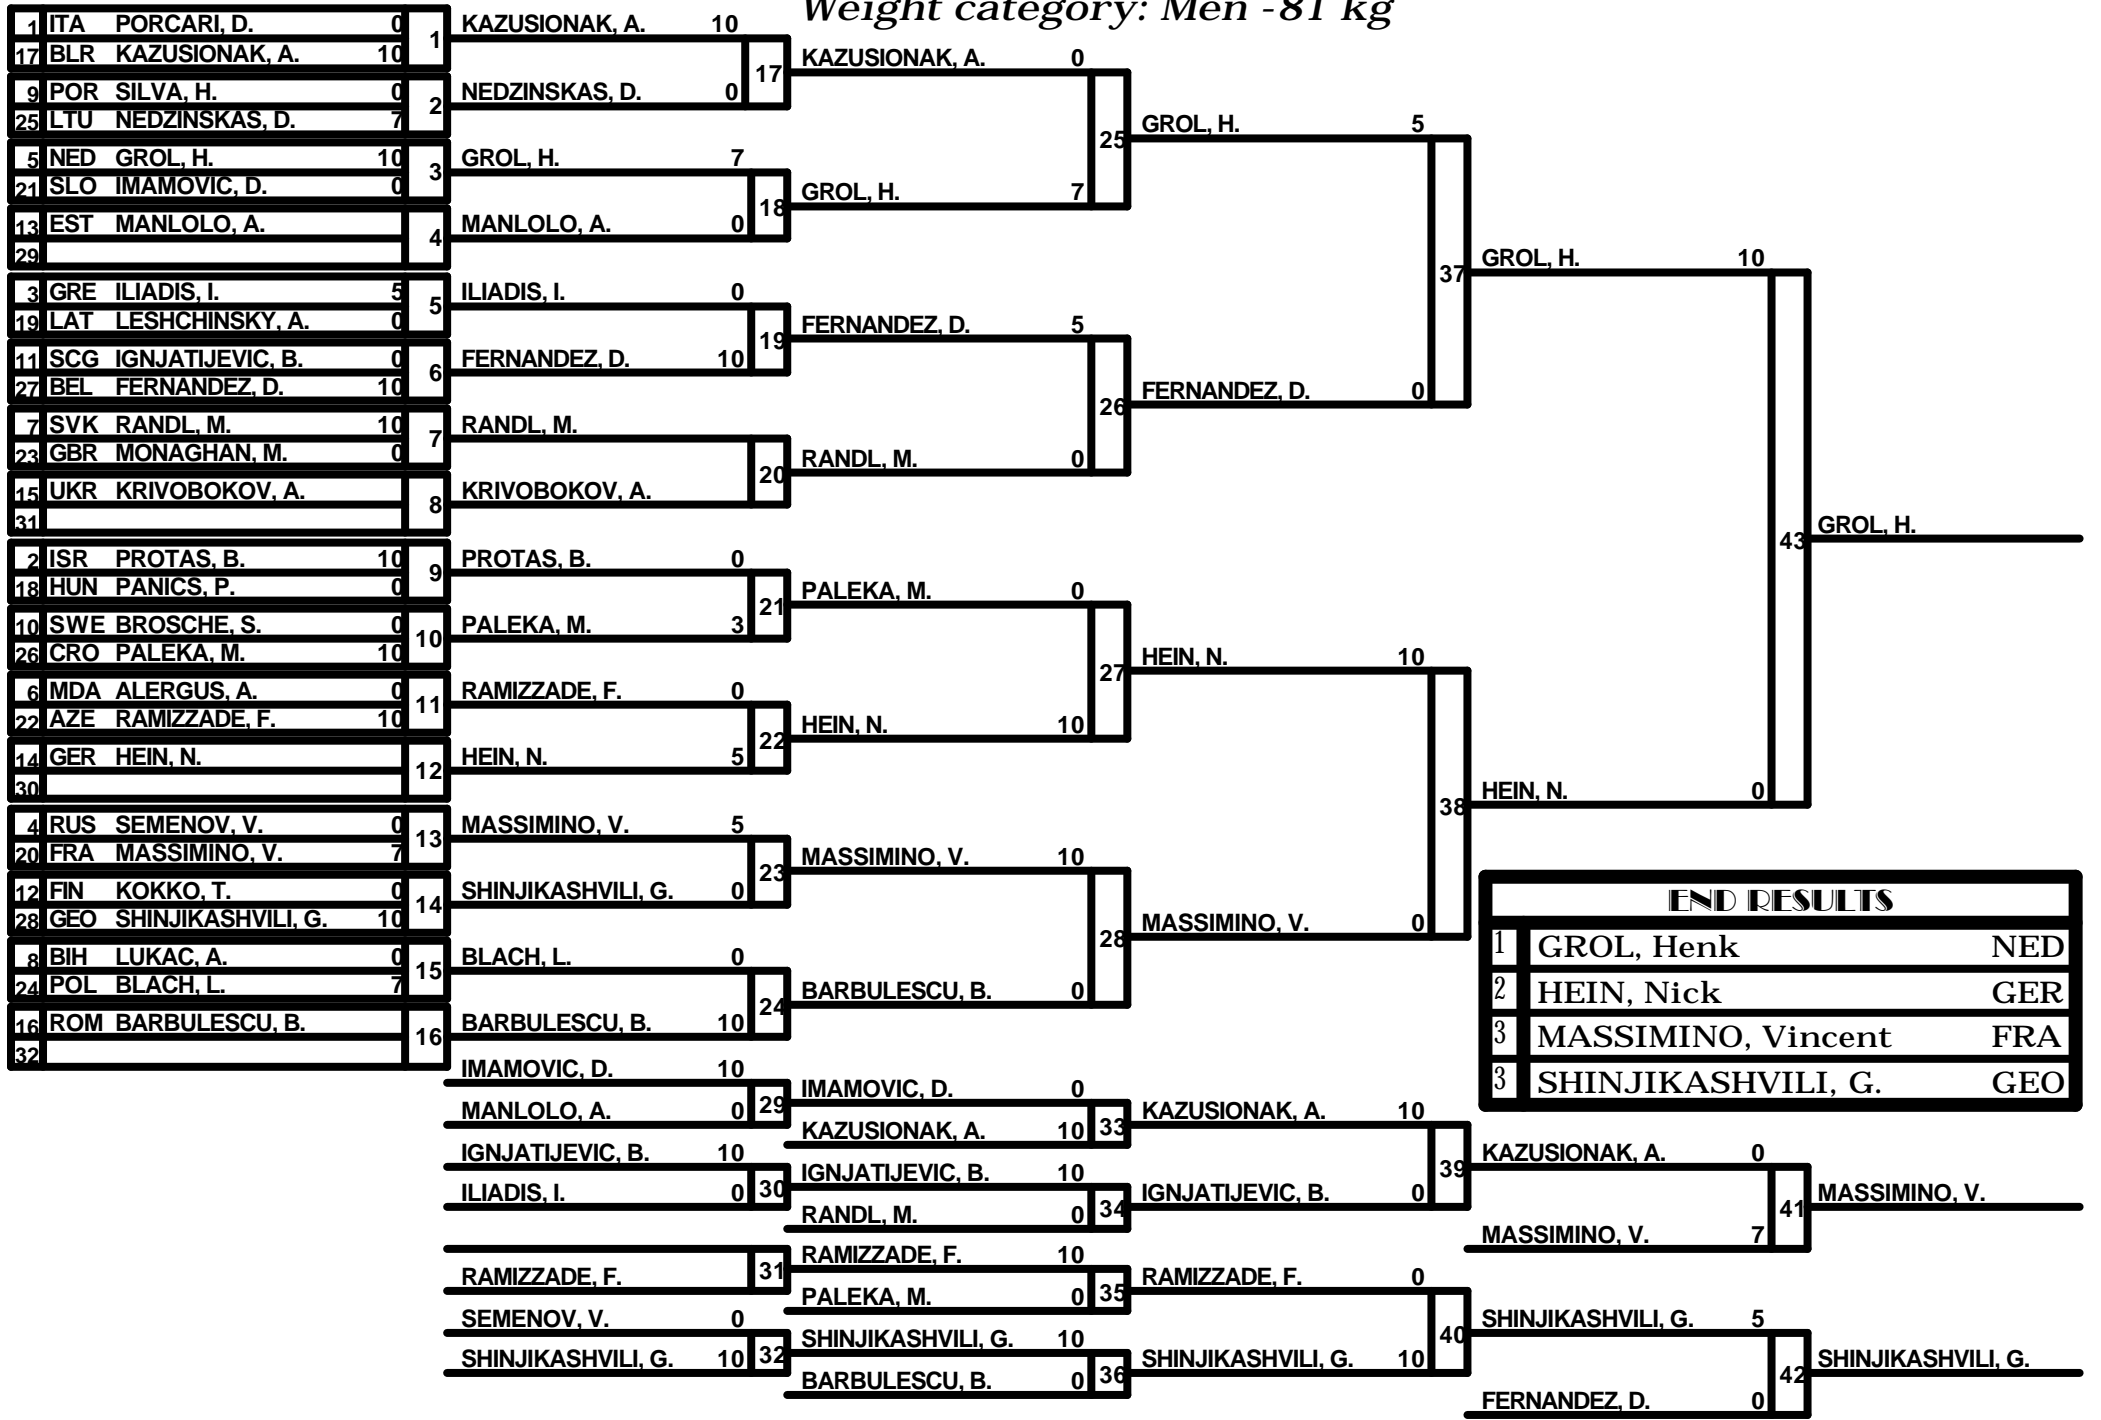 Weight category: Men -81 kg
1 ITA PORCARI, D. 0
17 BLR KAZUSIONAK, A. 10
1
9 POR SILVA, H. 0
25 LTU NEDZINSKAS, D. 7
2
5 NED GROL, H. 10
21 SLO IMAMOVIC, D. 0
3
13 EST MANLOLO, A.
29
4
3 GRE ILIADIS, I. 5
19 LAT LESHCHINSKY, A. 0
5
11 SCG IGNJATIJEVIC, B. 0
27 BEL FERNANDEZ, D. 10
6
7 SVK RANDL, M. 10
23 GBR MONAGHAN, M. 0
7
15 UKR KRIVOBOKOV, A.
31
8
2 ISR PROTAS, B. 10
18 HUN PANICS, P. 0
9
10 SWE BROSCHE, S. 0
26 CRO PALEKA, M. 10
10
6 MDA ALERGUS, A. 0
22 AZE RAMIZZADE, F. 10
11
14 GER HEIN, N.
30
12
4 RUS SEMENOV, V. 0
20 FRA MASSIMINO, V. 7
13
12 FIN KOKKO, T. 0
28 GEO SHINJIKASHVILI, G. 10
14
8 BIH LUKAC, A. 0
24 POL BLACH, L. 7
15
16 ROM BARBULESCU, B.
32
16
KAZUSIONAK, A. 10
NEDZINSKAS, D. 0
17
GROL, H. 7
MANLOLO, A. 0
18
ILIADIS, I. 0
FERNANDEZ, D. 10
19
RANDL, M.
KRIVOBOKOV, A.
20
PROTAS, B. 0
PALEKA, M. 3
21
RAMIZZADE, F. 0
HEIN, N. 5
22
MASSIMINO, V. 5
SHINJIKASHVILI, G. 0
23
BLACH, L. 0
BARBULESCU, B. 10
24
KAZUSIONAK, A. 0
GROL, H. 7
25
FERNANDEZ, D. 5
RANDL, M. 0
26
PALEKA, M. 0
HEIN, N. 10
27
MASSIMINO, V. 10
BARBULESCU, B. 0
28
GROL, H. 5
FERNANDEZ, D. 0
37
HEIN, N. 10
MASSIMINO, V. 0
38
GROL, H. 10
HEIN, N. 0
43
GROL, H.
END RESULTS
1 GROL, Henk NED
2 HEIN, Nick GER
3 MASSIMINO, Vincent FRA
3 SHINJIKASHVILI, G. GEO
IMAMOVIC, D. 10
MANLOLO, A. 0
29
IGNJATIJEVIC, B. 10
ILIADIS, I. 0
30
RAMIZZADE, F.
31
SEMENOV, V. 0
SHINJIKASHVILI, G. 10
32
IMAMOVIC, D. 0
KAZUSIONAK, A. 10
33
IGNJATIJEVIC, B. 10
RANDL, M. 0
34
RAMIZZADE, F. 10
PALEKA, M. 0
35
SHINJIKASHVILI, G. 10
BARBULESCU, B. 0
36
KAZUSIONAK, A. 10
IGNJATIJEVIC, B. 0
39
RAMIZZADE, F. 0
SHINJIKASHVILI, G. 10
40
KAZUSIONAK, A. 0
MASSIMINO, V. 7
41
MASSIMINO, V.
SHINJIKASHVILI, G. 5
FERNANDEZ, D. 0
42
SHINJIKASHVILI, G.